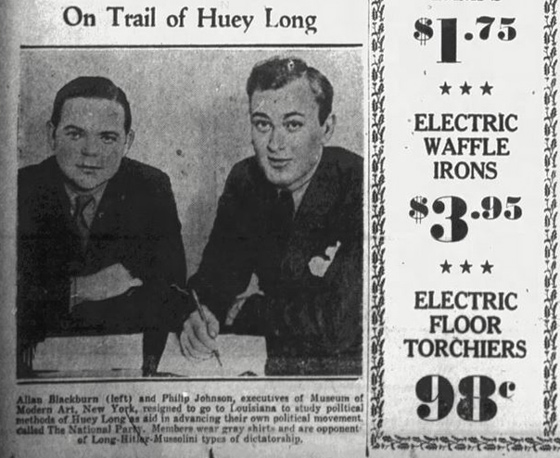 On Trail of Huey Long
Allan Blackburn (left) and Philip Johnson, executives of Museum of
Modern Art, New York, resigned to go to Louisiana to study political
methods of Huey Long as aid in advancing their own political movement,
called The National Party. Members wear gray shirts and are opponent
of Long-Hitler-Mussolini types of dictatorship.
$1.75
★ ★ ★
ELECTRIC
WAFFLE
IRONS
$3.95
★ ★ ★
ELECTRIC
FLOOR
TORCHIERS
98c